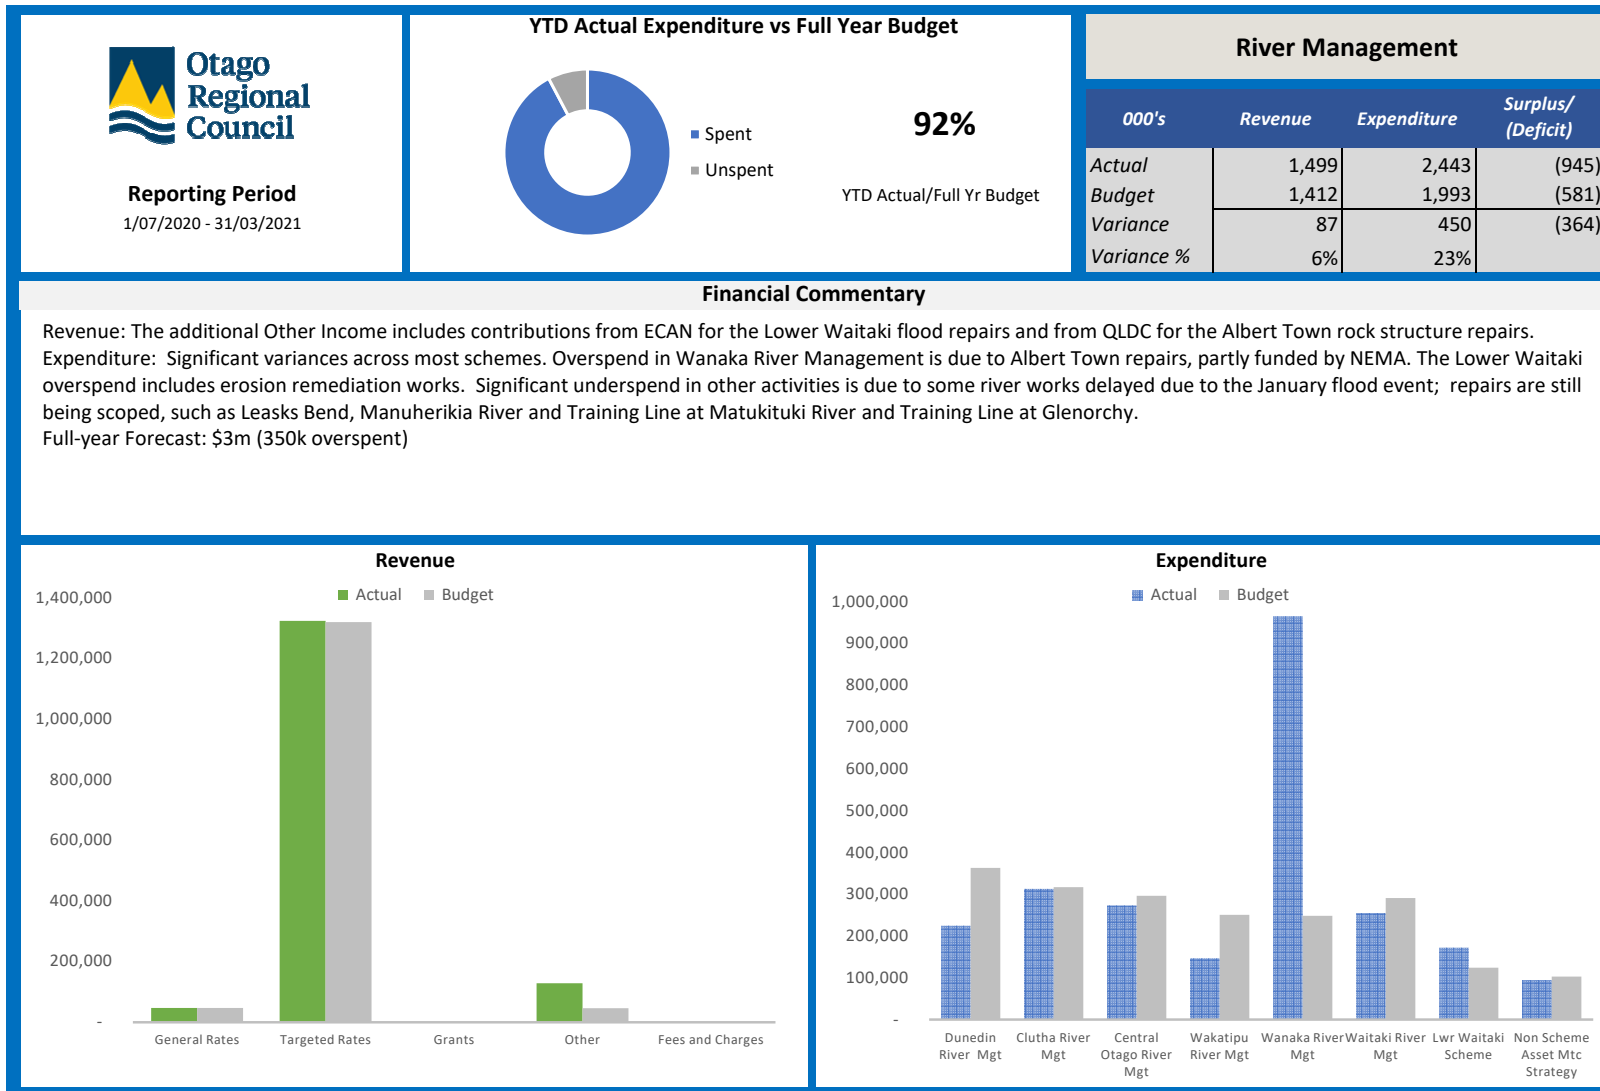 Otago
Regional
Council
Reporting Period
1/07/2020 - 31/03/2021
YTD Actual Expenditure vs Full Year Budget
Spent
Unspent
92%
YTD Actual/Full Yr Budget
River Management
000's Revenue Expenditure Surplus/ (Deficit)
Actual 1,499 2,443 (945)
Budget 1,412 1,993 (581)
Variance 87 450 (364)
Variance % 6% 23%
Financial Commentary
Revenue: The additional Other Income includes contributions from ECAN for the Lower Waitaki flood repairs and from QLDC for the Albert Town rock structure repairs.
Expenditure: Significant variances across most schemes. Overspend in Wanaka River Management is due to Albert Town repairs, partly funded by NEMA. The Lower Waitaki
overspend includes erosion remediation works. Significant underspend in other activities is due to some river works delayed due to the January flood event; repairs are still
being scoped, such as Leasks Bend, Manuherikia River and Training Line at Matukituki River and Training Line at Glenorchy.
Full-year Forecast: $3m (350k overspent)
Revenue
Actual Budget
1,400,000
1,200,000
1,000,000
800,000
600,000
400,000
200,000
-
General Rates Targeted Rates Grants Other Fees and Charges
Expenditure
Actual Budget
1,000,000
900,000
800,000
700,000
600,000
500,000
400,000
300,000
200,000
100,000
-
Dunedin Clutha River Central Wakatipu Wanaka River Waitaki River Lwr Waitaki Non Scheme
River Mgt Mgt Otago River River Mgt Mgt Mgt Scheme Asset Mtc
Mgt Strategy